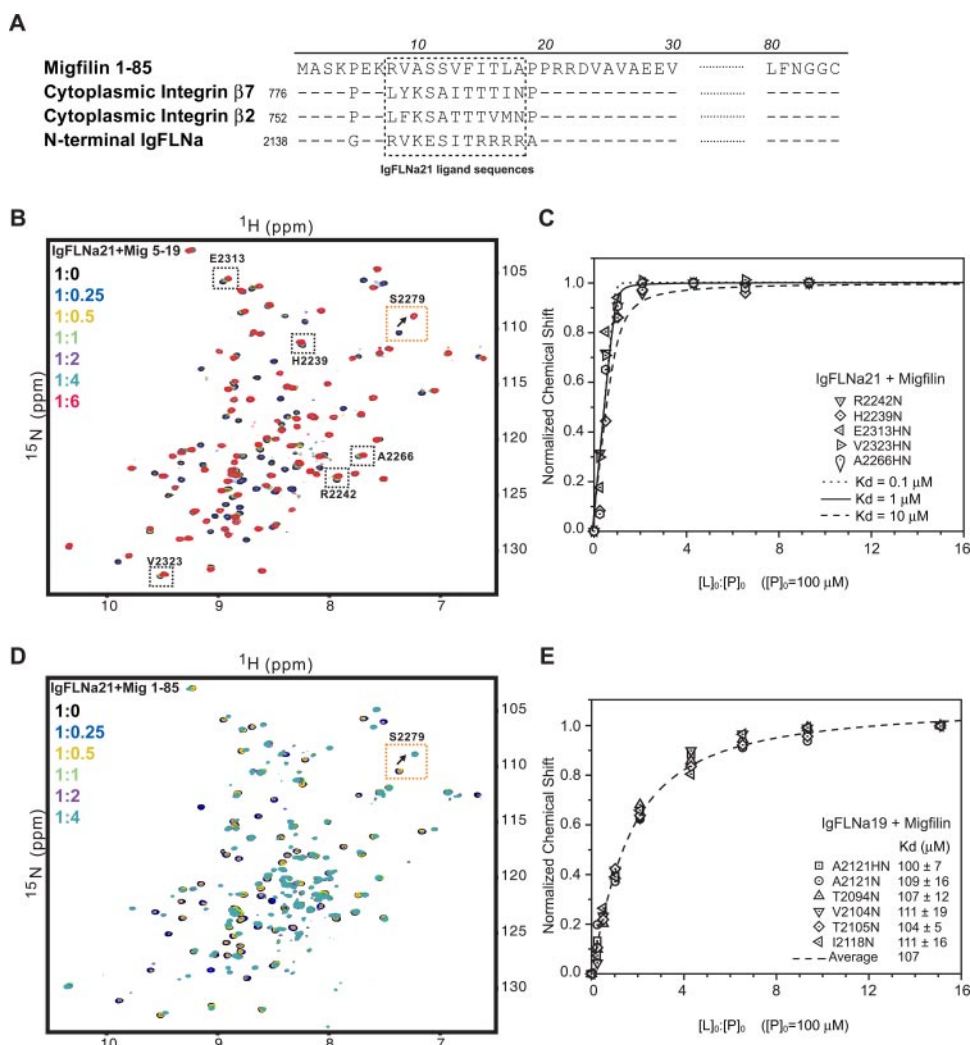 A
10 20 30 80
Migfilin 1-85 MASKPEKRVASSVFITLAPPRRDVAVAEEV ............ LFNGGC
Cytoplasmic Integrin β7 776 ----P--LYKSAITTTINP----------- ............ ------
Cytoplasmic Integrin β2 752 ----P--LFKSATTTVMNP----------- ............ ------
N-terminal IgFLNa 2138 ----G--RVKESITRRRRA----------- ............ ------
IgFLNa21 ligand sequences
B
¹H (ppm)
IgFLNa21+Mig 5-19
1:0
1:0.25
1:0.5
1:1
1:2
1:4
1:6
E2313
S2279
H2239
A2266
R2242
V2323
105
110
115
120
125
130
¹⁵N (ppm)
10 9 8 7
C
Normalized Chemical Shift
1.0
0.8
0.6
0.4
0.2
0.0
IgFLNa21 + Migfilin
R2242N
H2239N
E2313HN
V2323HN
A2266HN
Kd = 0.1 μM
Kd = 1 μM
Kd = 10 μM
0 4 8 12 16
[L]₀:[P]₀ ([P]=100 μM)
D
¹H (ppm)
IgFLNa21+Mig 1-85
1:0
1:0.25
1:0.5
1:1
1:2
1:4
S2279
105
110
115
120
125
130
¹⁵N (ppm)
10 9 8 7
E
Normalized Chemical Shift
1.0
0.8
0.6
0.4
0.2
0.0
IgFLNa19 + Migfilin
Kd (μM)
A2121HN 100 ± 7
A2121N 109 ± 16
T2094N 107 ± 12
V2104N 111 ± 19
T2105N 104 ± 5
I2118N 111 ± 16
Average 107
0 4 8 12 16
[L]₀:[P]₀ ([P]₀=100 μM)